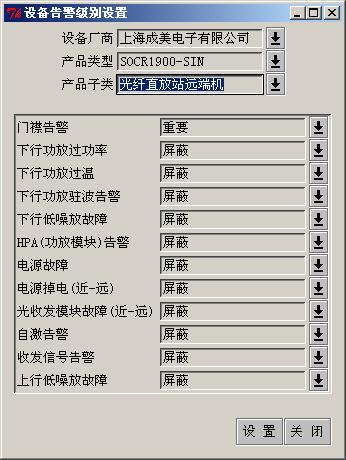 设备告警级别设置
设备厂商 上海成美电子有限公司
产品类型 SOCR1900-SIN
产品子类 光纤直放站远端机
门襟告警 重要
下行功放过功率 屏蔽
下行功放过温 屏蔽
下行功放驻波告警 屏蔽
下行低噪放故障 屏蔽
HPA(功放模块)告警 屏蔽
电源故障 屏蔽
电源掉电(近-远) 屏蔽
光收发模块故障(近-远) 屏蔽
自激告警 屏蔽
收发信号告警 屏蔽
上行低噪放故障 屏蔽
设 置 关 闭